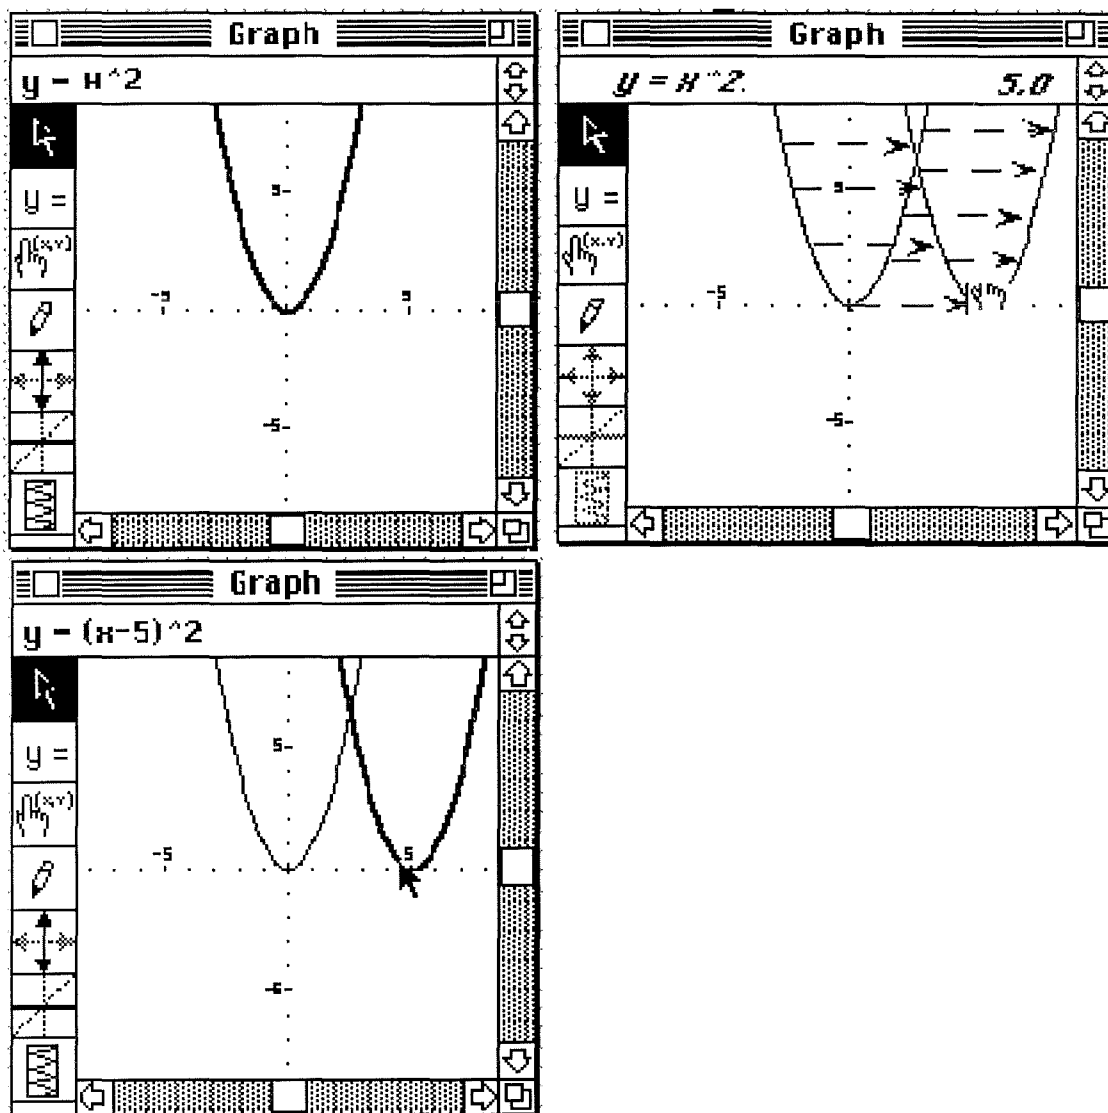 Graph
y = x^2
y =
(X,Y)
5
-5
5
-5
Graph
y = x^2.
5.0
y =
(X,Y)
5
-5
-5
Graph
y = (x-5)^2
y =
(X,Y)
5
-5
5
-5